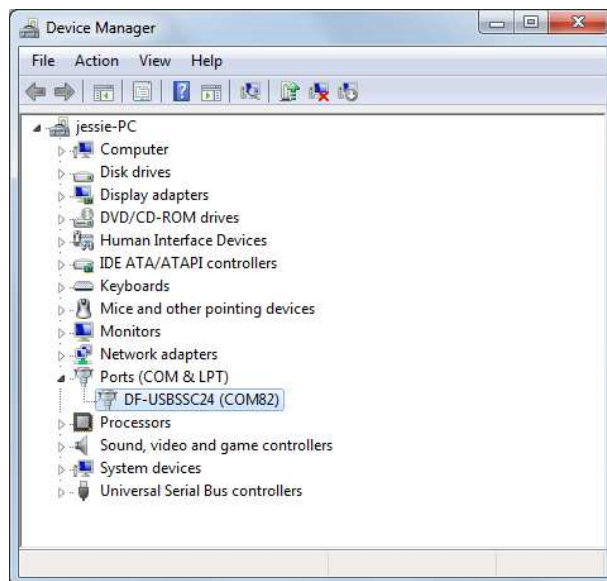 Device Manager
File Action View Help
jessie-PC
Computer
Disk drives
Display adapters
DVD/CD-ROM drives
Human Interface Devices
IDE ATA/ATAPI controllers
Keyboards
Mice and other pointing devices
Monitors
Network adapters
Ports (COM & LPT)
DF-USBSSC24 (COM82)
Processors
Sound, video and game controllers
System devices
Universal Serial Bus controllers